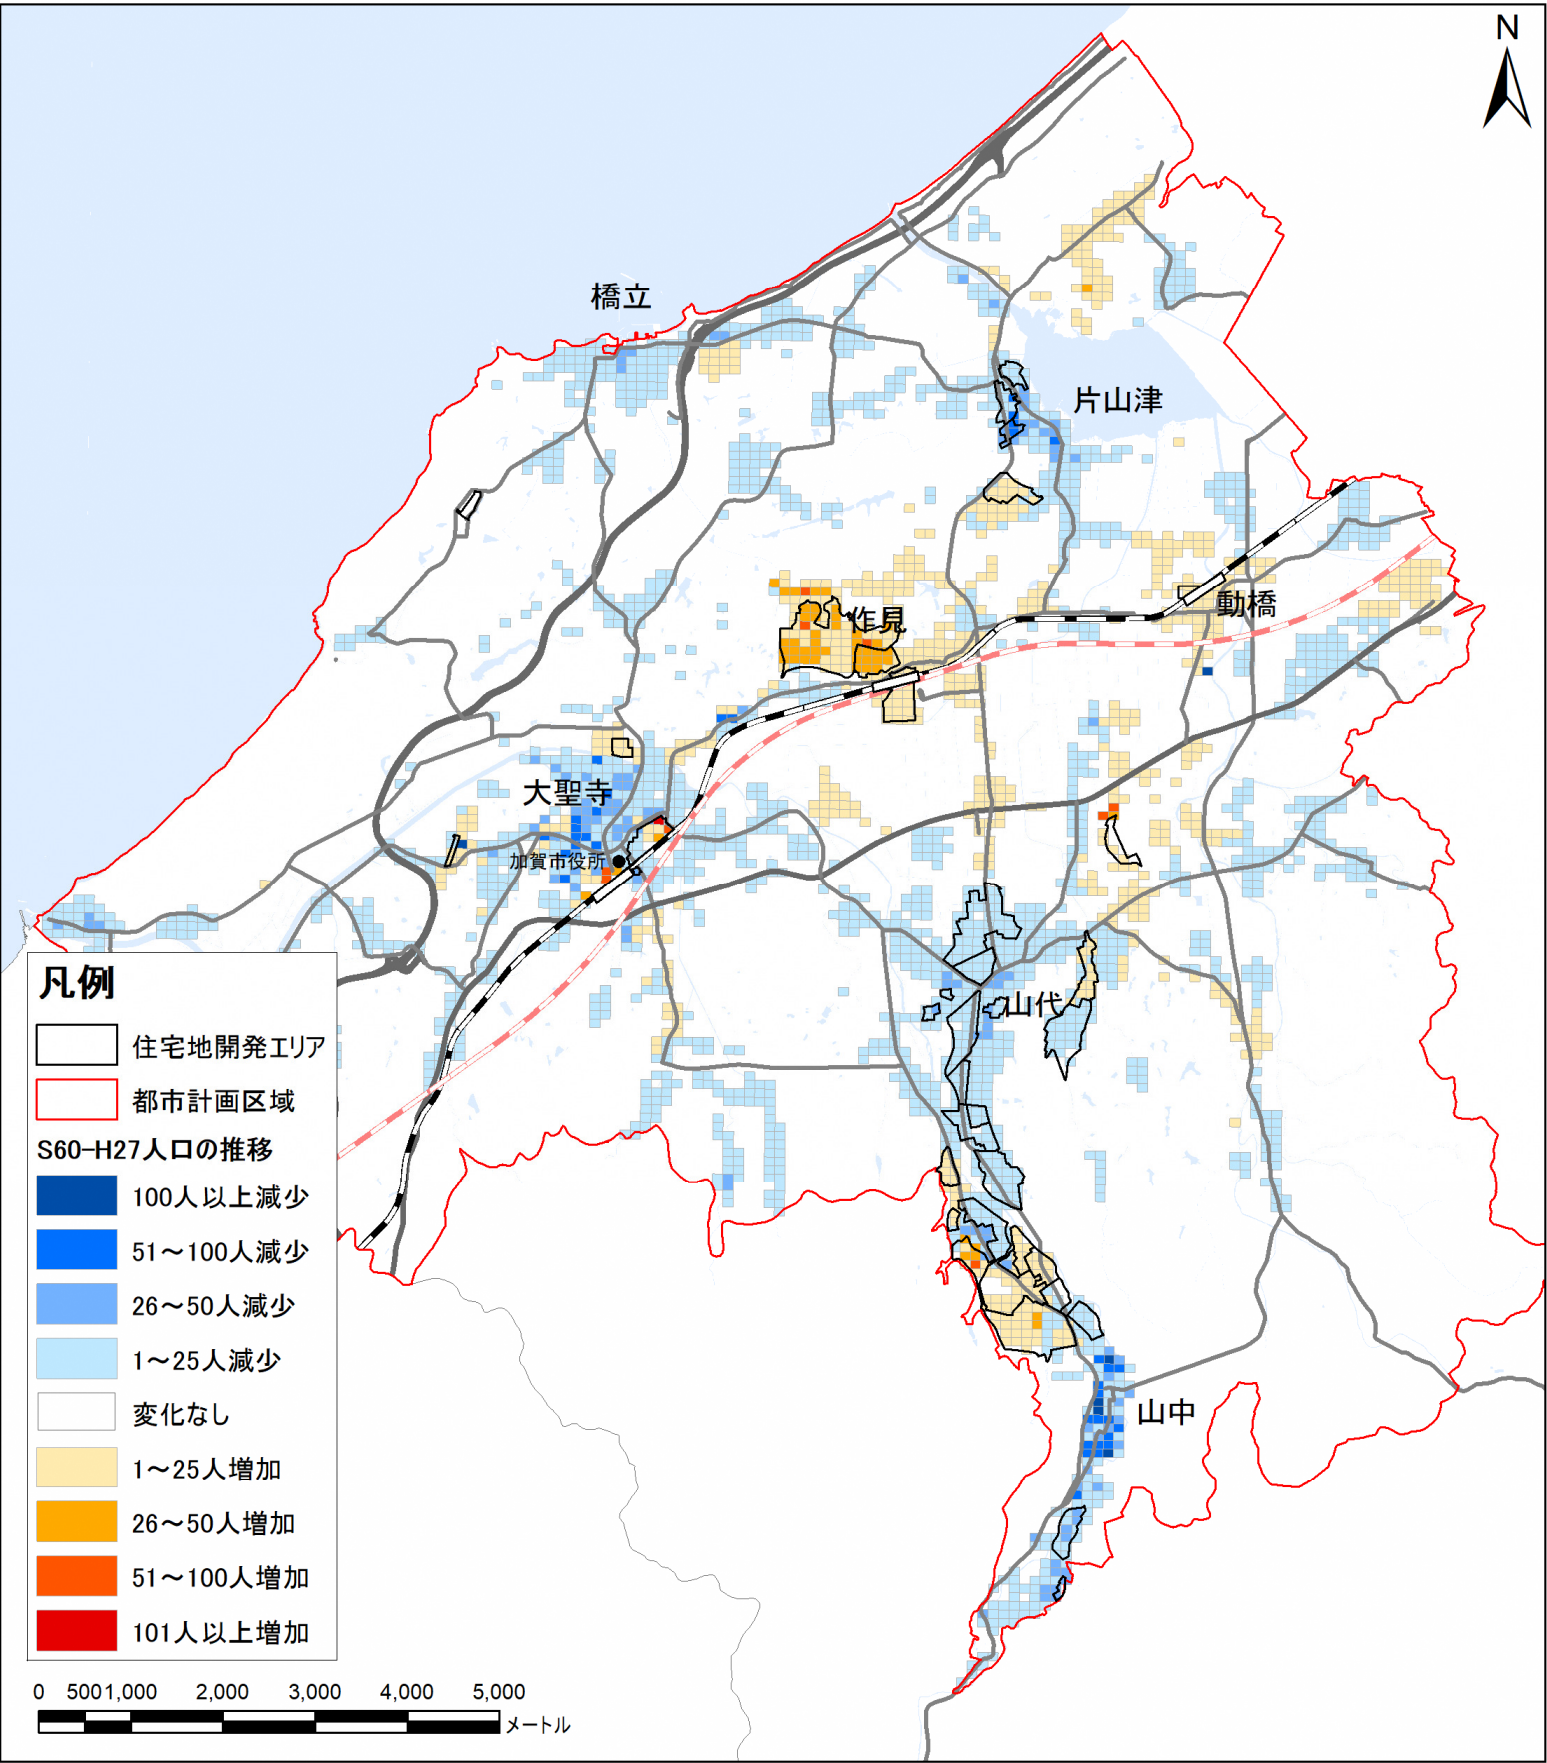 N
橋立
片山津
作見
動橋
大聖寺
加賀市役所
山代
山中
凡例
住宅地開発エリア
都市計画区域
S60-H27人口の推移
100人以上減少
51～100人減少
26～50人減少
1～25人減少
変化なし
1～25人増加
26～50人増加
51～100人増加
101人以上増加
0 500 1,000 2,000 3,000 4,000 5,000
メートル